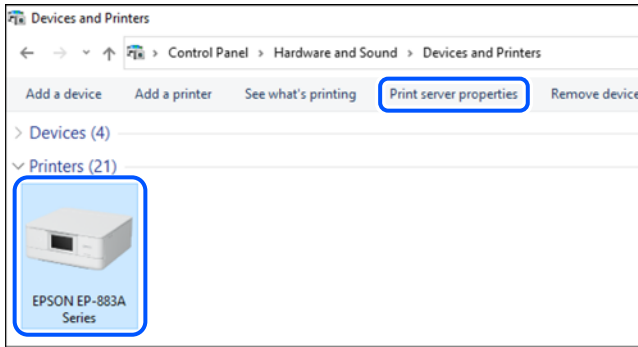 Devices and Printers
Control Panel > Hardware and Sound > Devices and Printers
Add a device Add a printer See what's printing Print server properties Remove device
Devices (4)
Printers (21)
EPSON EP-883A
Series